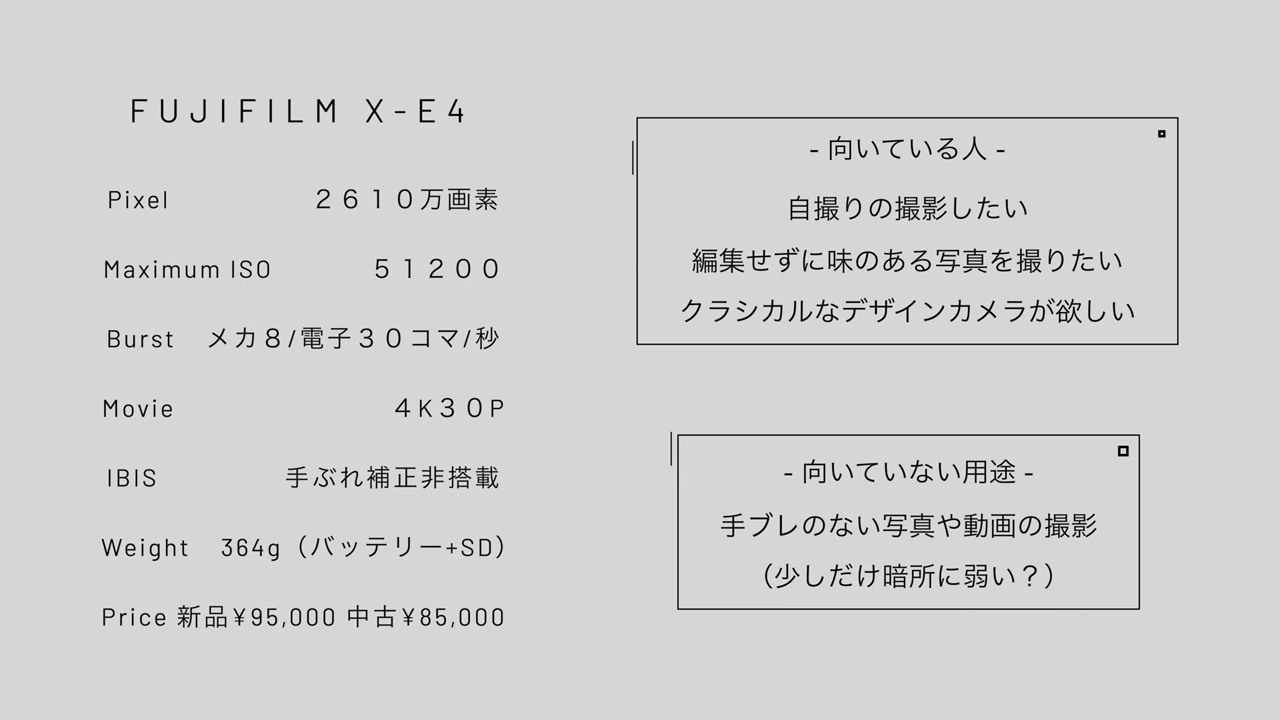 FUJIFILM X-E4
Pixel ２６１０万画素
Maximum ISO ５１２００
Burst メカ８/電子３０コマ/秒
Movie ４K３０P
IBIS 手ぶれ補正非搭載
Weight 364g（バッテリー+SD）
Price 新品¥95,000 中古¥85,000
- 向いている人 -
自撮りの撮影したい
編集せずに味のある写真を撮りたい
クラシカルなデザインカメラが欲しい
- 向いていない用途 -
手ブレのない写真や動画の撮影
（少しだけ暗所に弱い？）